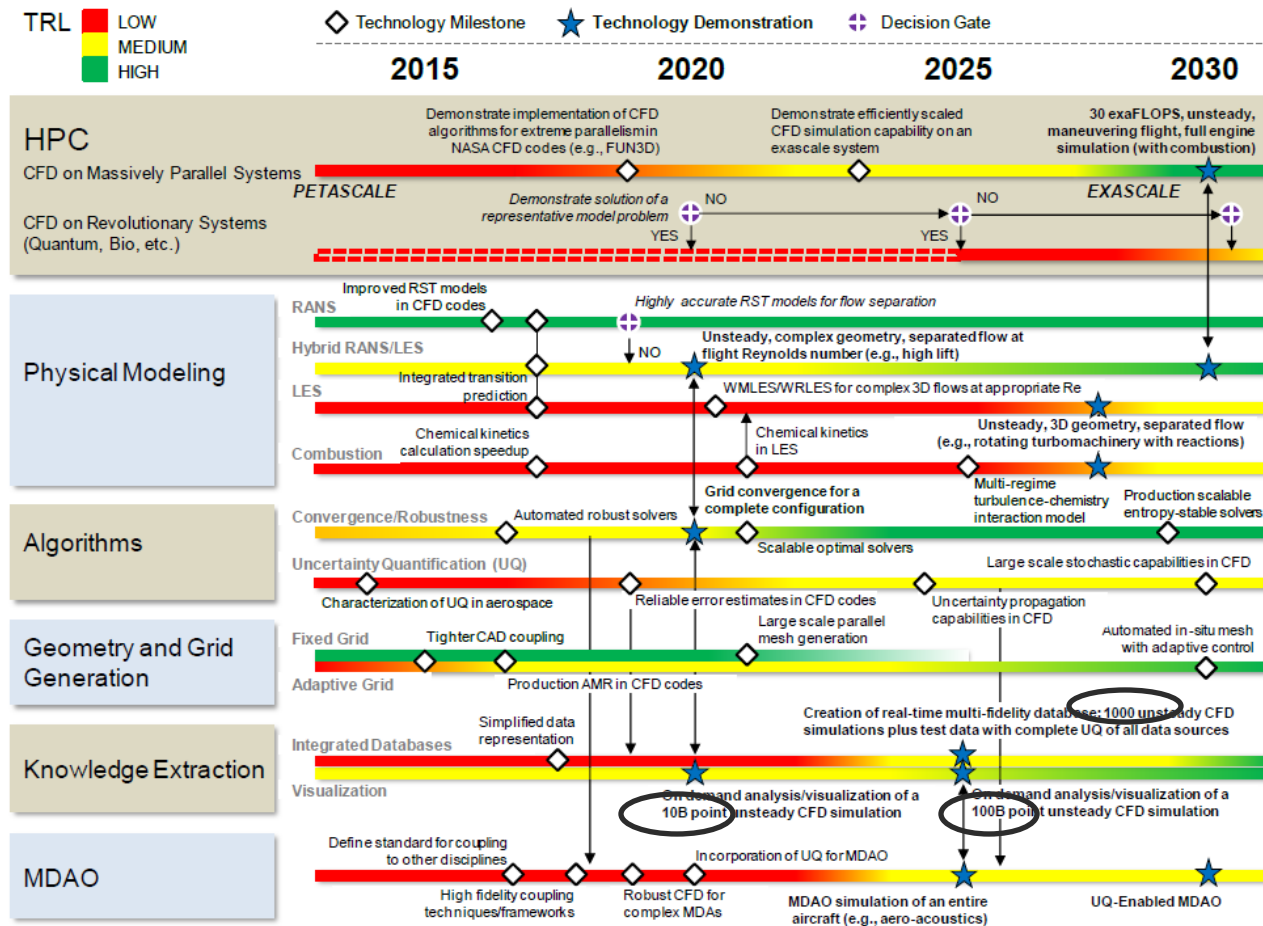 TRL
LOW
MEDIUM
HIGH
Technology Milestone
Technology Demonstration
Decision Gate
2015
2020
2025
2030
HPC
CFD on Massively Parallel Systems
CFD on Revolutionary Systems
(Quantum, Bio, etc.)
Demonstrate implementation of CFD
algorithms for extreme parallelism in
NASA CFD codes (e.g., FUN3D)
Demonstrate efficiently scaled
CFD simulation capability on an
exascale system
30 exaFLOPS, unsteady,
maneuvering flight, full engine
simulation (with combustion)
PETASCALE
Demonstrate solution of a
representative model problem
NO
YES
NO
YES
EXASCALE
Physical Modeling
RANS
Improved RST models
in CFD codes
Highly accurate RST models for flow separation
Hybrid RANS/LES
NO
Unsteady, complex geometry, separated flow at
flight Reynolds number (e.g., high lift)
LES
Integrated transition
prediction
WMLES/WRLES for complex 3D flows at appropriate Re
Unsteady, 3D geometry, separated flow
(e.g., rotating turbomachinery with reactions)
Combustion
Chemical kinetics
calculation speedup
Chemical kinetics
in LES
Multi-regime
turbulence-chemistry
interaction model
Algorithms
Convergence/Robustness
Automated robust solvers
Grid convergence for a
complete configuration
Scalable optimal solvers
Production scalable
entropy-stable solvers
Uncertainty Quantification (UQ)
Characterization of UQ in aerospace
Reliable error estimates in CFD codes
Uncertainty propagation
capabilities in CFD
Large scale stochastic capabilities in CFD
Geometry and Grid
Generation
Fixed Grid
Tighter CAD coupling
Large scale parallel
mesh generation
Automated in-situ mesh
with adaptive control
Adaptive Grid
Production AMR in CFD codes
Knowledge Extraction
Integrated Databases
Simplified data
representation
Creation of real-time multi-fidelity database: 1000 unsteady CFD
simulations plus test data with complete UQ of all data sources
Visualization
On demand analysis/visualization of a
10B point unsteady CFD simulation
On demand analysis/visualization of a
100B point unsteady CFD simulation
MDAO
Define standard for coupling
to other disciplines
High fidelity coupling
techniques/frameworks
Robust CFD for
complex MDAs
Incorporation of UQ for MDAO
MDAO simulation of an entire
aircraft (e.g., aero-acoustics)
UQ-Enabled MDAO